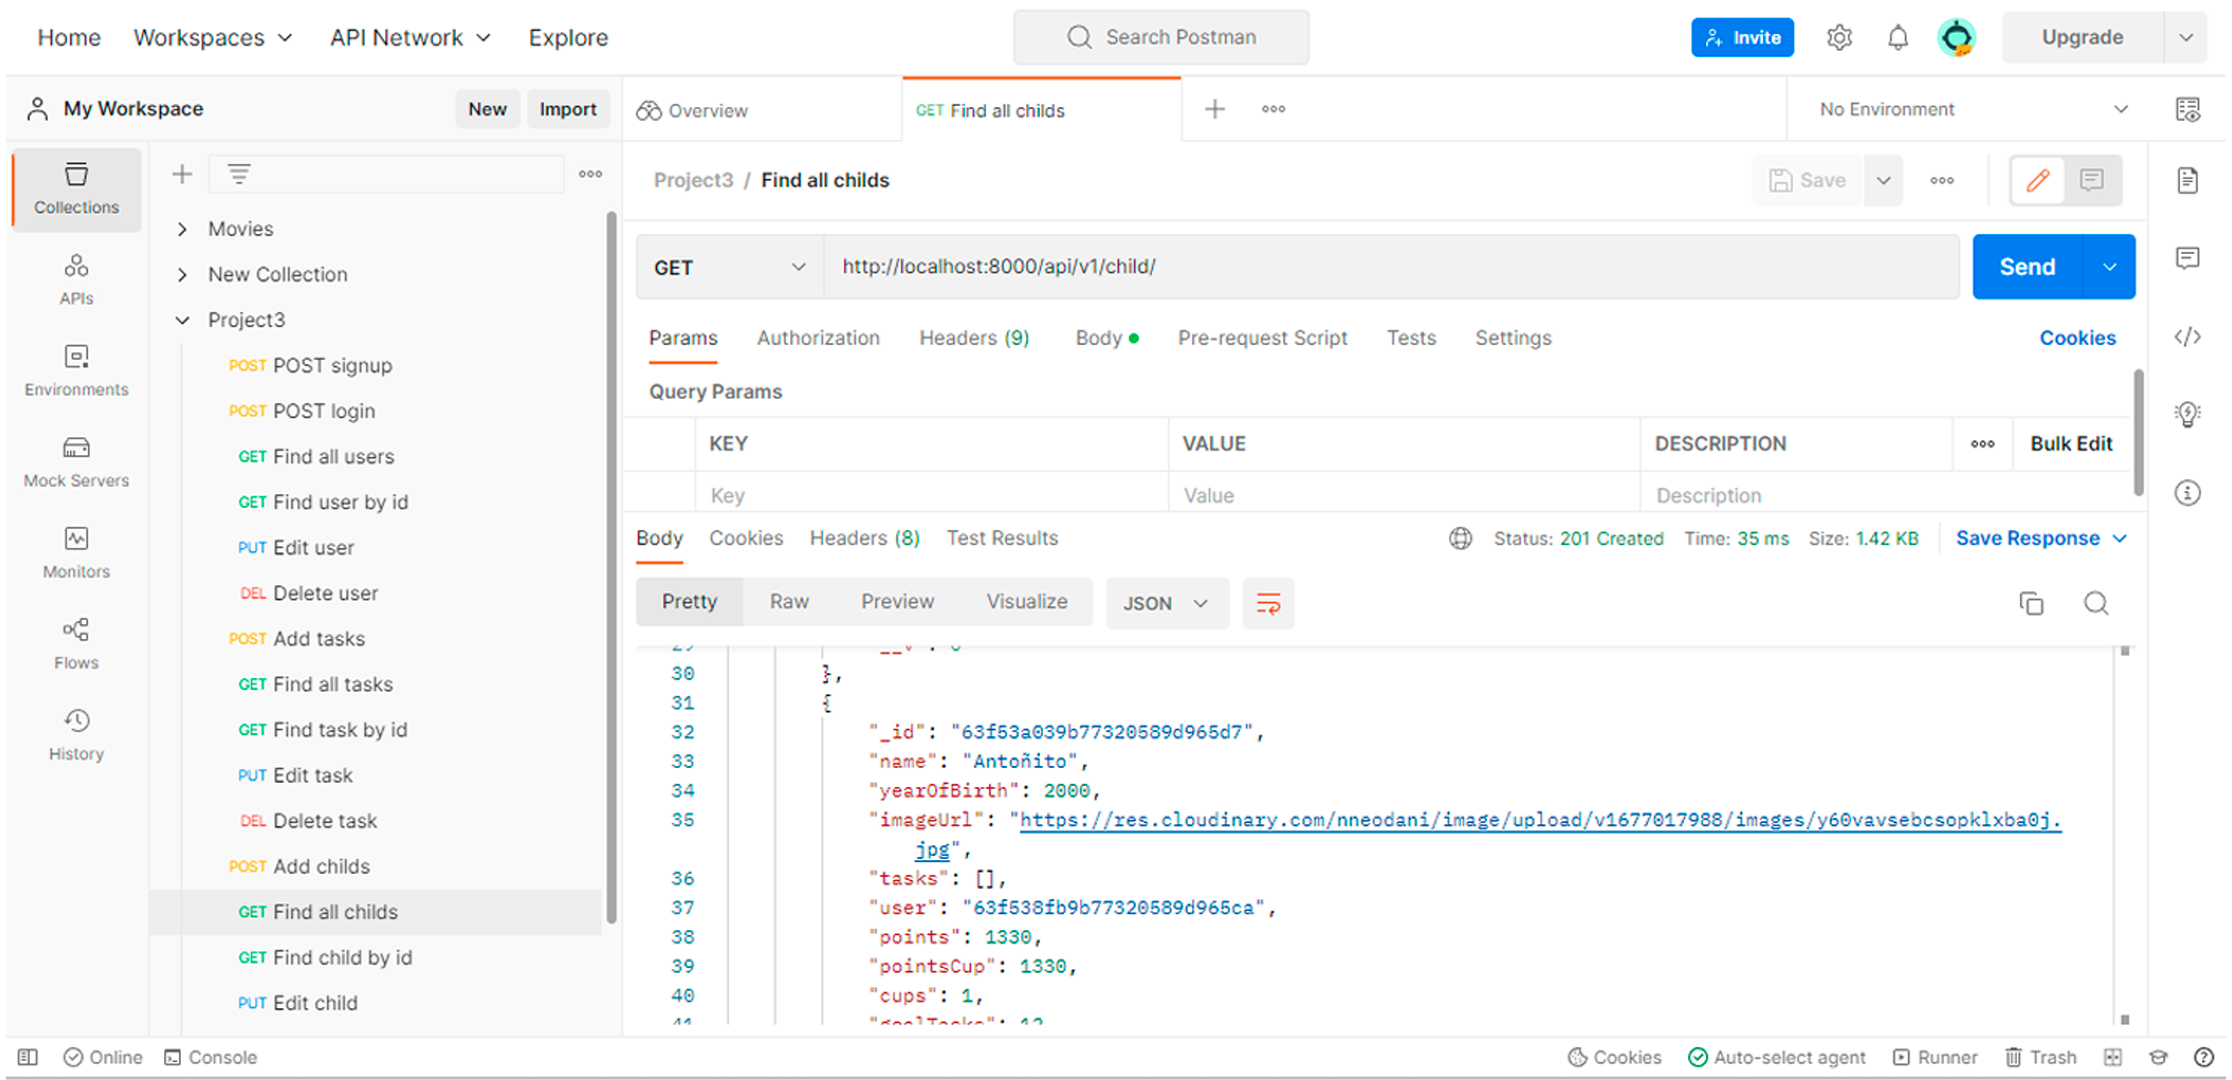 Home Workspaces API Network Explore Search Postman Invite Upgrade
My Workspace New Import
Overview GET Find all childs No Environment
Collections
APIs
Environments
Mock Servers
Monitors
Flows
History
Movies
New Collection
Project3
POST POST signup
POST POST login
GET Find all users
GET Find user by id
PUT Edit user
DEL Delete user
POST Add tasks
GET Find all tasks
GET Find task by id
PUT Edit task
DEL Delete task
POST Add childs
GET Find all childs
GET Find child by id
PUT Edit child
Project3 / Find all childs Save
GET http://localhost:8000/api/v1/child/ Send
Params Authorization Headers (9) Body Pre-request Script Tests Settings Cookies
Query Params
KEY VALUE DESCRIPTION Bulk Edit
Key Value Description
Body Cookies Headers (8) Test Results Status: 201 Created Time: 35 ms Size: 1.42 KB Save Response
Pretty Raw Preview Visualize JSON
30 },
31 {
32 "_id": "63f53a039b77320589d965d7",
33 "name": "Antoñito",
34 "yearOfBirth": 2000,
35 "imageUrl": "https://res.cloudinary.com/nneodani/image/upload/v1677017988/images/y60vavsebcsopklxba0j.
jpg",
36 "tasks": [],
37 "user": "63f538fb9b77320589d965ca",
38 "points": 1330,
39 "pointsCup": 1330,
40 "cups": 1,
Online Console Cookies Auto-select agent Runner Trash